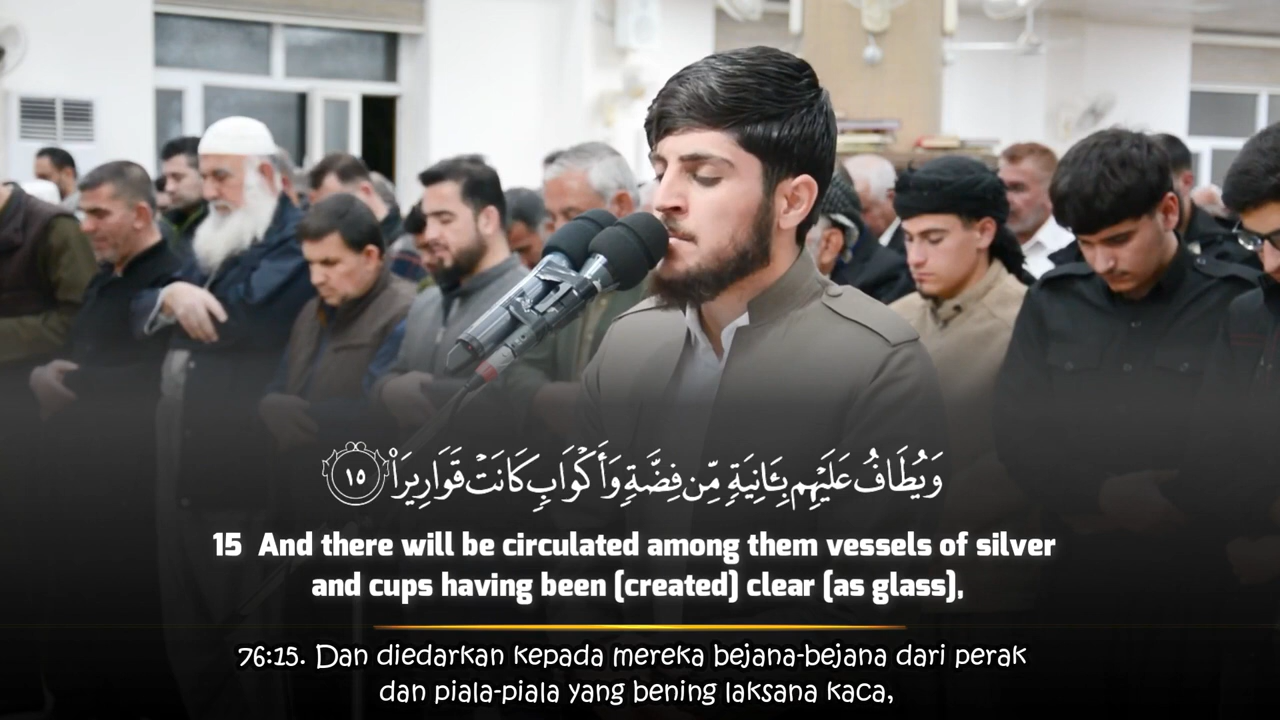 وَيُطَافُ عَلَيْهِم بِـَٔانِيَةٍ مِّن فِضَّةٍ وَأَكْوَابٍ كَانَتْ قَوَارِيرَا۠ ١٥
15 And there will be circulated among them vessels of silver
and cups having been (created) clear (as glass),
76:15. Dan diedarkan kepada mereka bejana-bejana dari perak
dan piala-piala yang bening laksana kaca,